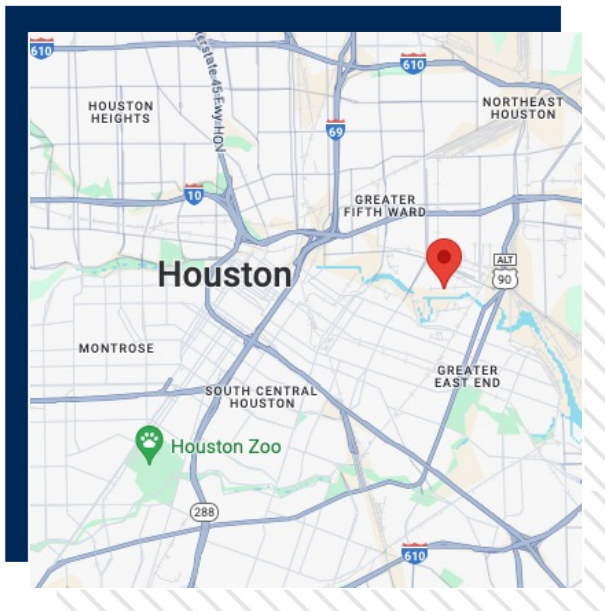 610
erstate 45 Fwy HOV
610
HOUSTON
HEIGHTS
NORTHEAST
HOUSTON
69
10
GREATER
FIFTH WARD
Houston
ALT
90
MONTROSE
GREATER
EAST END
SOUTH CENTRAL
HOUSTON
Houston Zoo
288
610